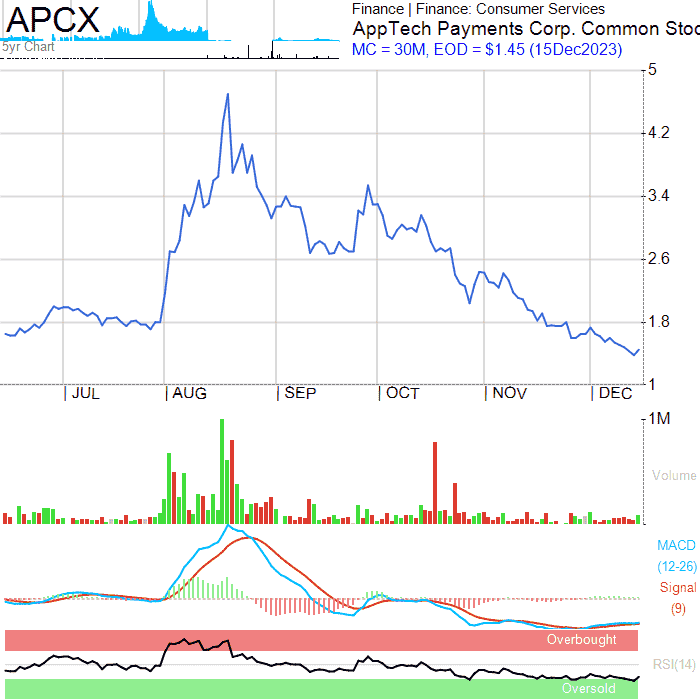 APCX
5yr Chart
Finance | Finance: Consumer Services
AppTech Payments Corp. Common Stoc
MC = 30M, EOD = $1.45 (15Dec2023)
5
4.2
3.4
2.6
1.8
1
| JUL | AUG | SEP | OCT | NOV | DEC
1M
Volume
MACD
(12-26)
Signal
(9)
Overbought
RSI(14)
Oversold